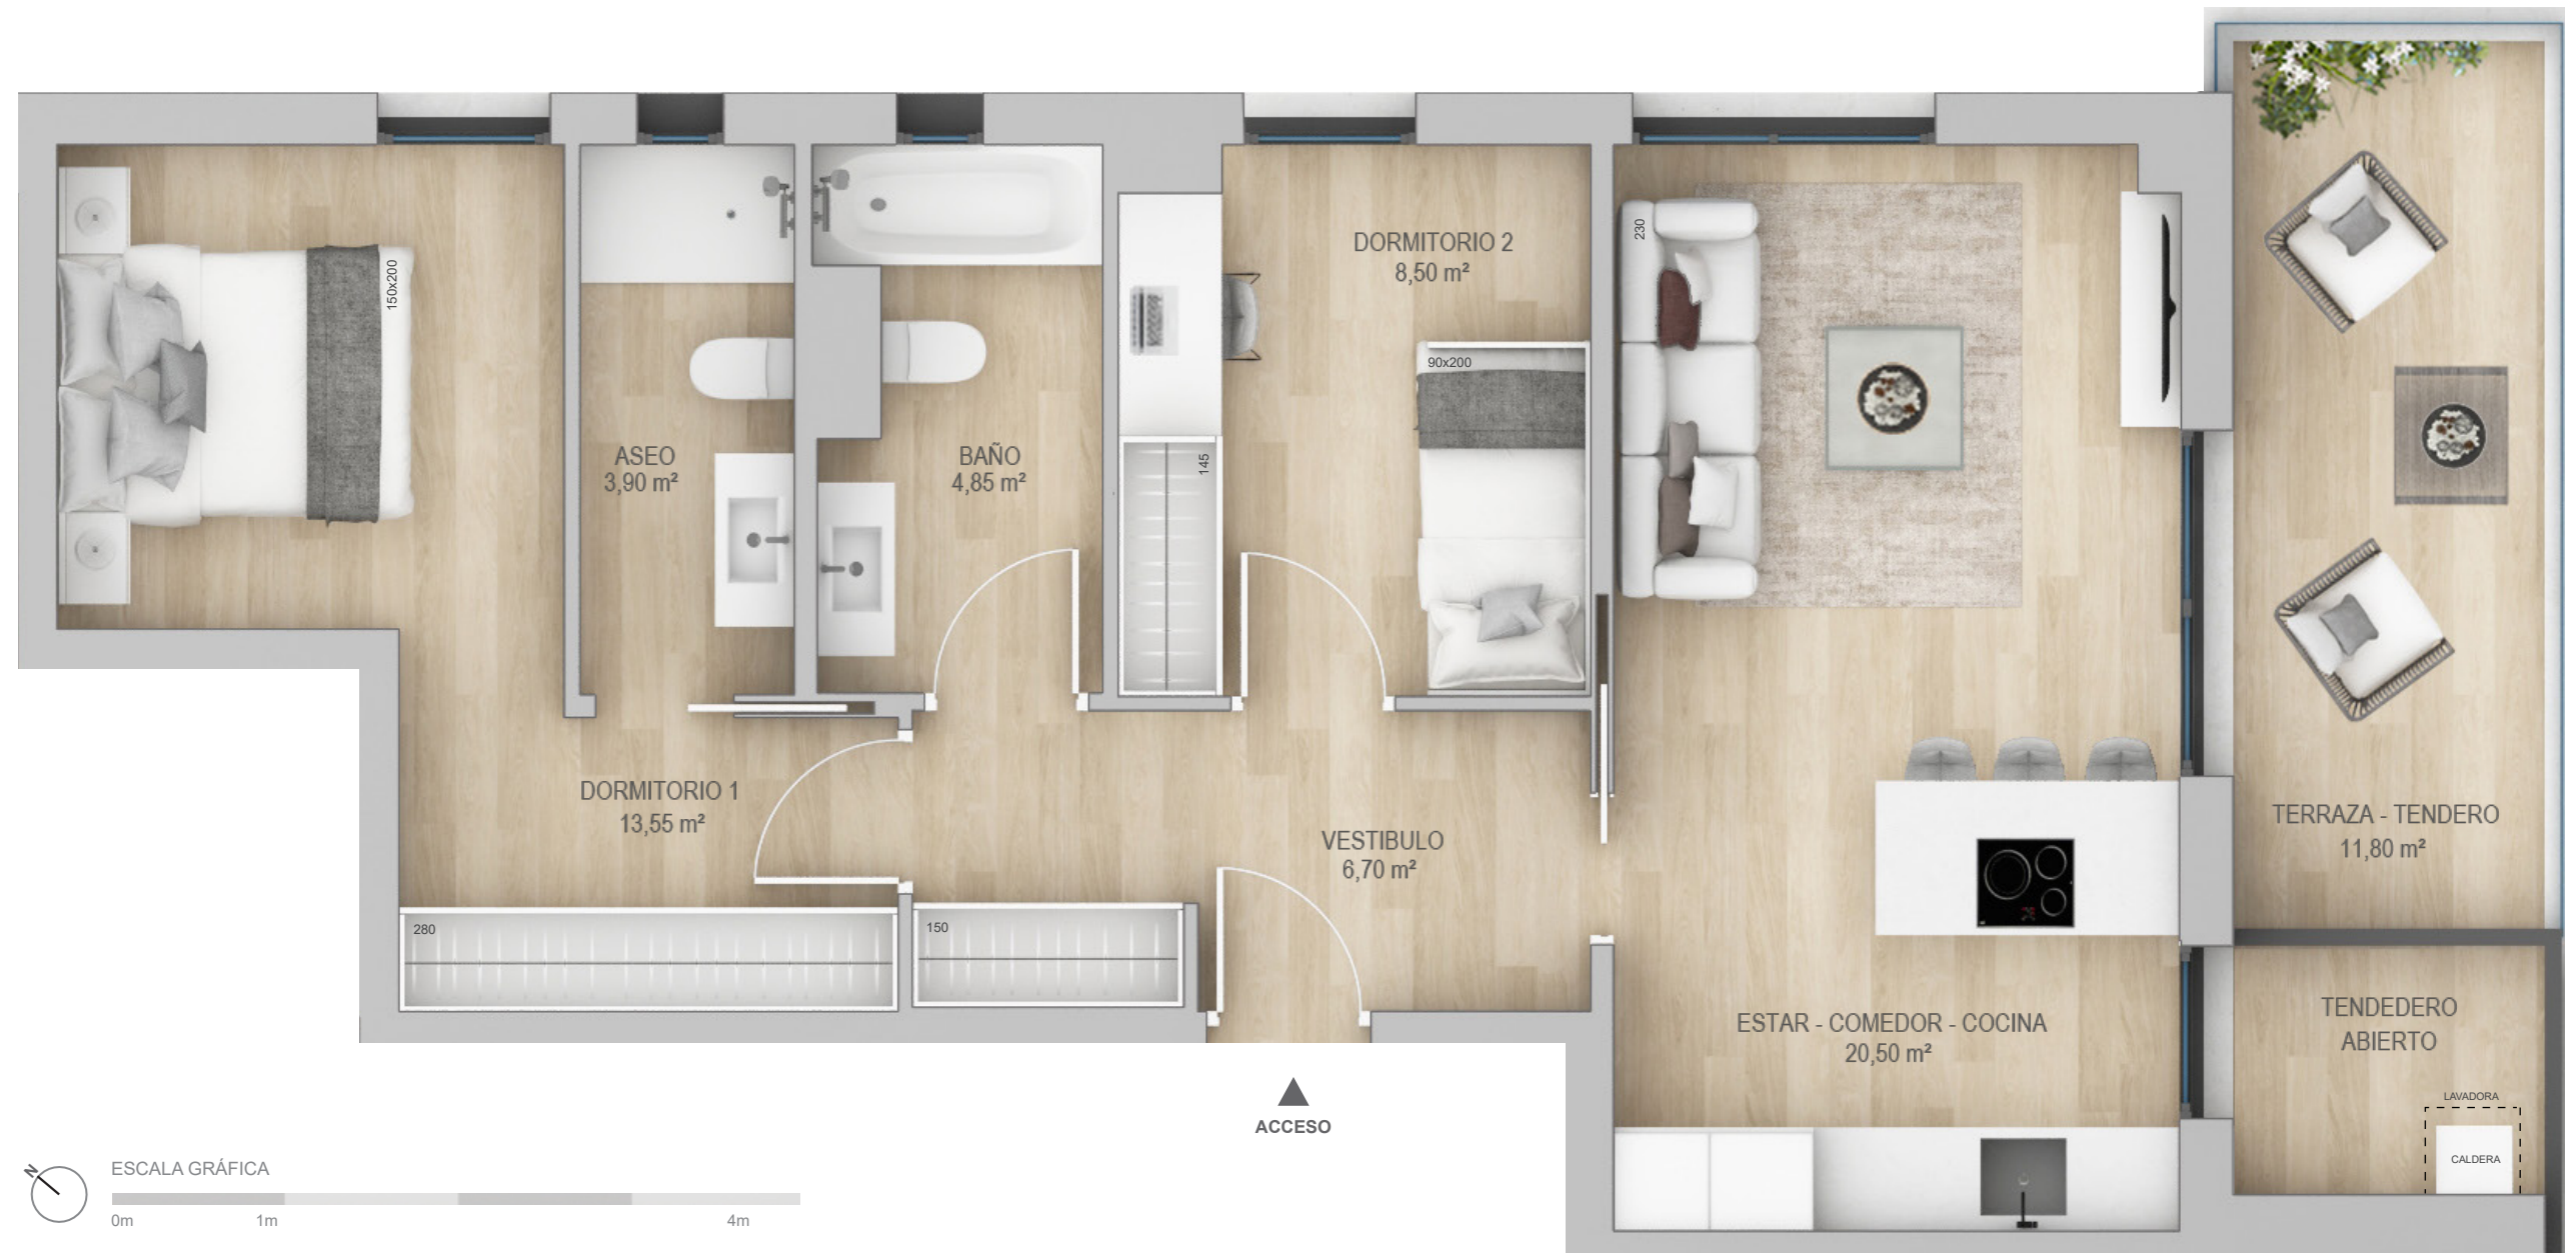 150x200
DORMITORIO 2
8,50 m²
230
90x200
ASEO
3,90 m²
BAÑO
4,85 m²
145
DORMITORIO 1
13,55 m²
VESTIBULO
6,70 m²
TERRAZA - TENDERO
11,80 m²
280
150
ESTAR - COMEDOR - COCINA
20,50 m²
TENDEDERO
ABIERTO
LAVADORA
CALDERA
ACCESO
N
ESCALA GRÁFICA
0m 1m 4m